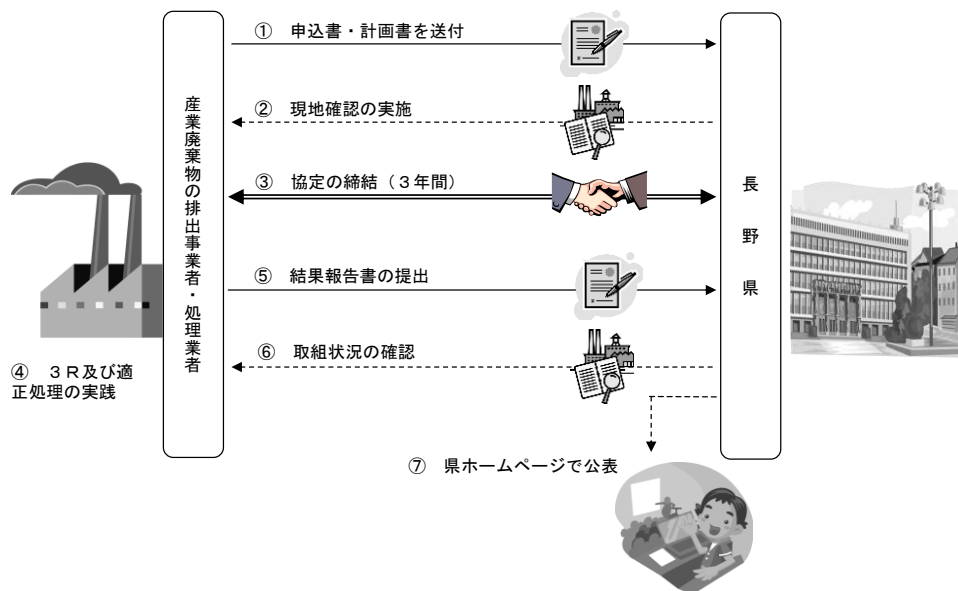 ① 申込書・計画書を送付
② 現地確認の実施
③ 協定の締結（３年間）
産業廃棄物の排出事業者・処理業者
長野県
⑤ 結果報告書の提出
⑥ 取組状況の確認
④ ３Ｒ及び適
正処理の実践
⑦ 県ホームページで公表